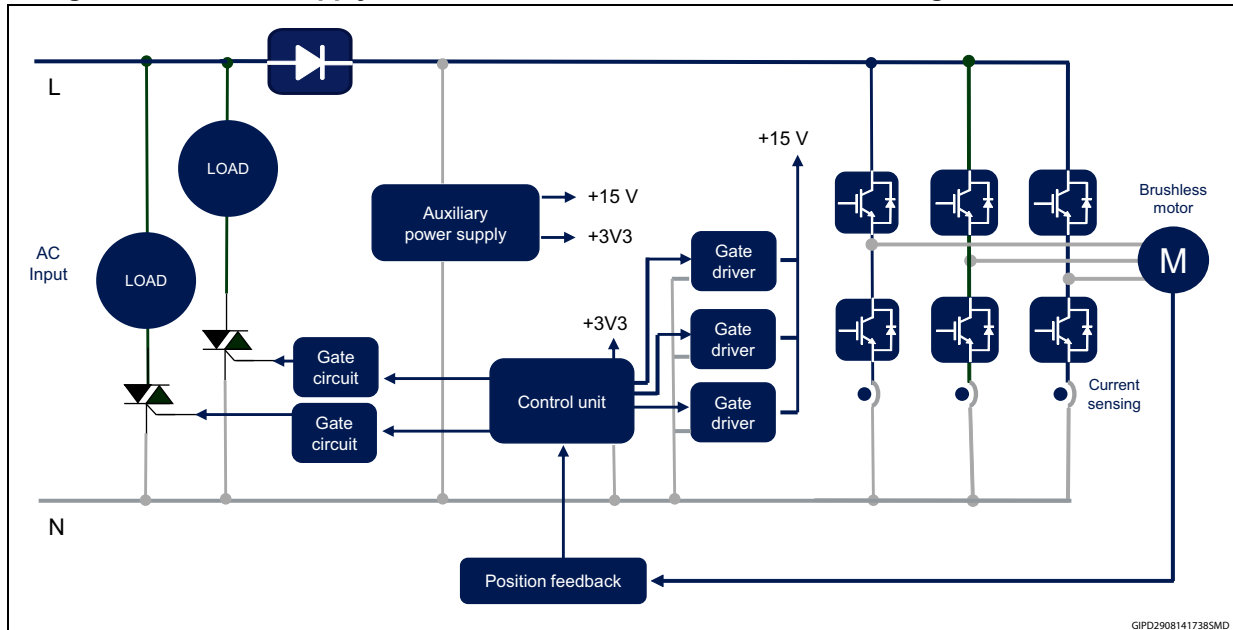 L
LOAD
LOAD
AC
Input
+15 V
Auxiliary
power supply
+15 V
+3V3
Brushless
motor
M
Gate
driver
+3V3
Gate
driver
Gate
circuit
Control unit
Gate
driver
Current
sensing
Gate
circuit
N
Position feedback
GIPD2908141738SMD